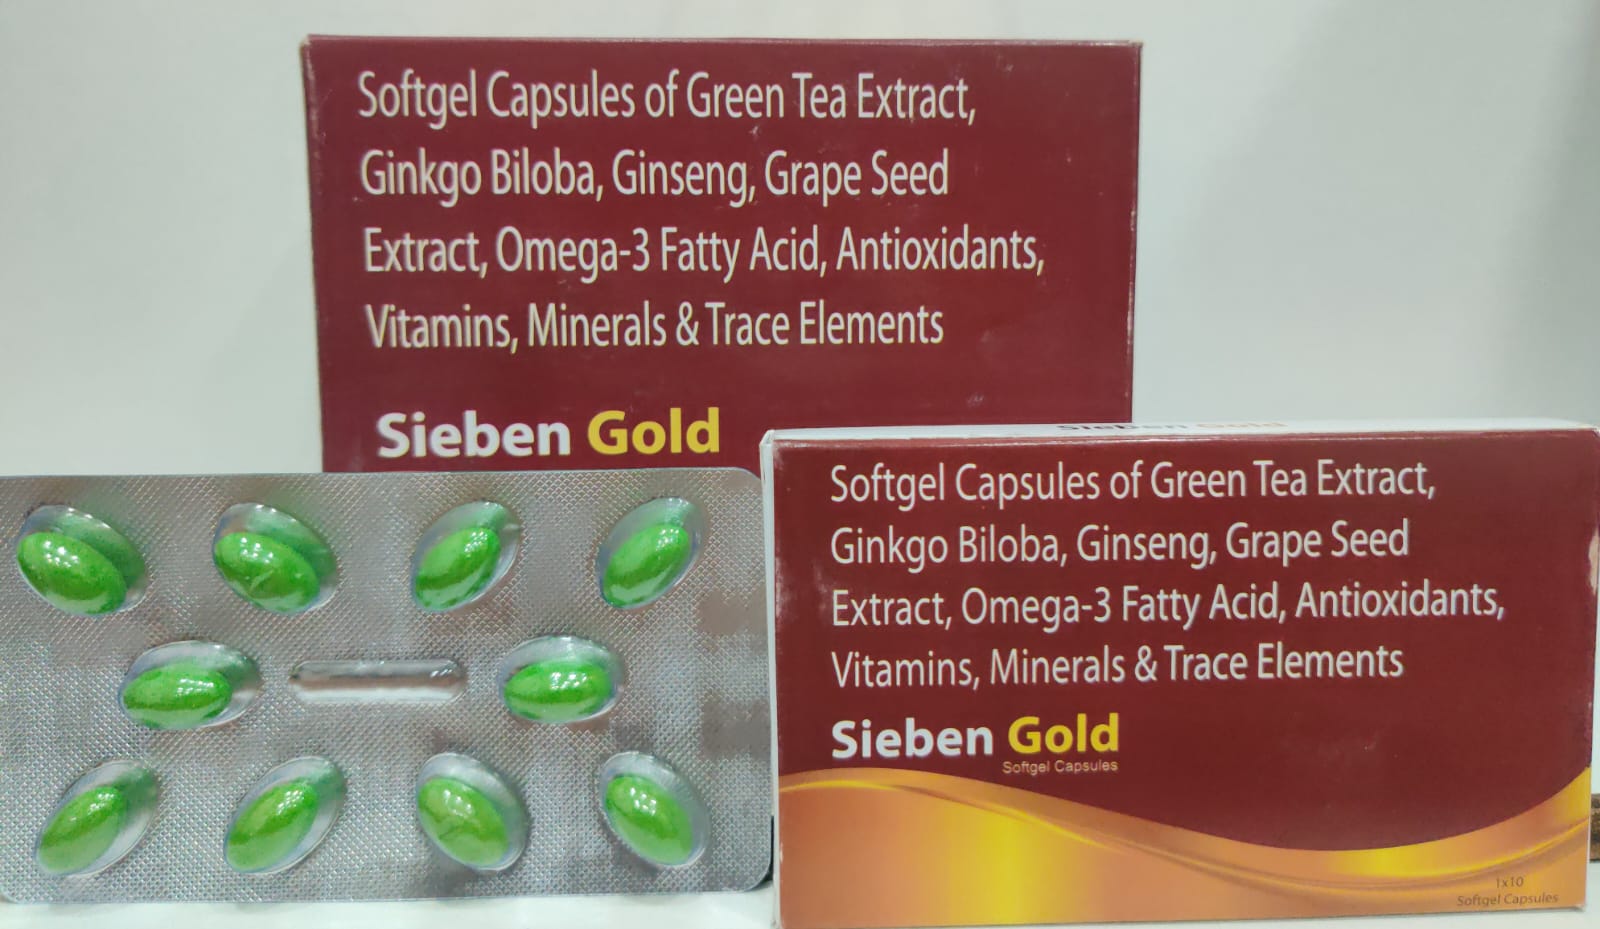 Softgel Capsules of Green Tea Extract,
Ginkgo Biloba, Ginseng, Grape Seed
Extract, Omega-3 Fatty Acid, Antioxidants,
Vitamins, Minerals & Trace Elements
Sieben Gold
Sieben Gold
Softgel Capsules of Green Tea Extract,
Ginkgo Biloba, Ginseng, Grape Seed
Extract, Omega-3 Fatty Acid, Antioxidants,
Vitamins, Minerals & Trace Elements
Sieben Gold
Softgel Capsules
1x10
Softgel Capsules